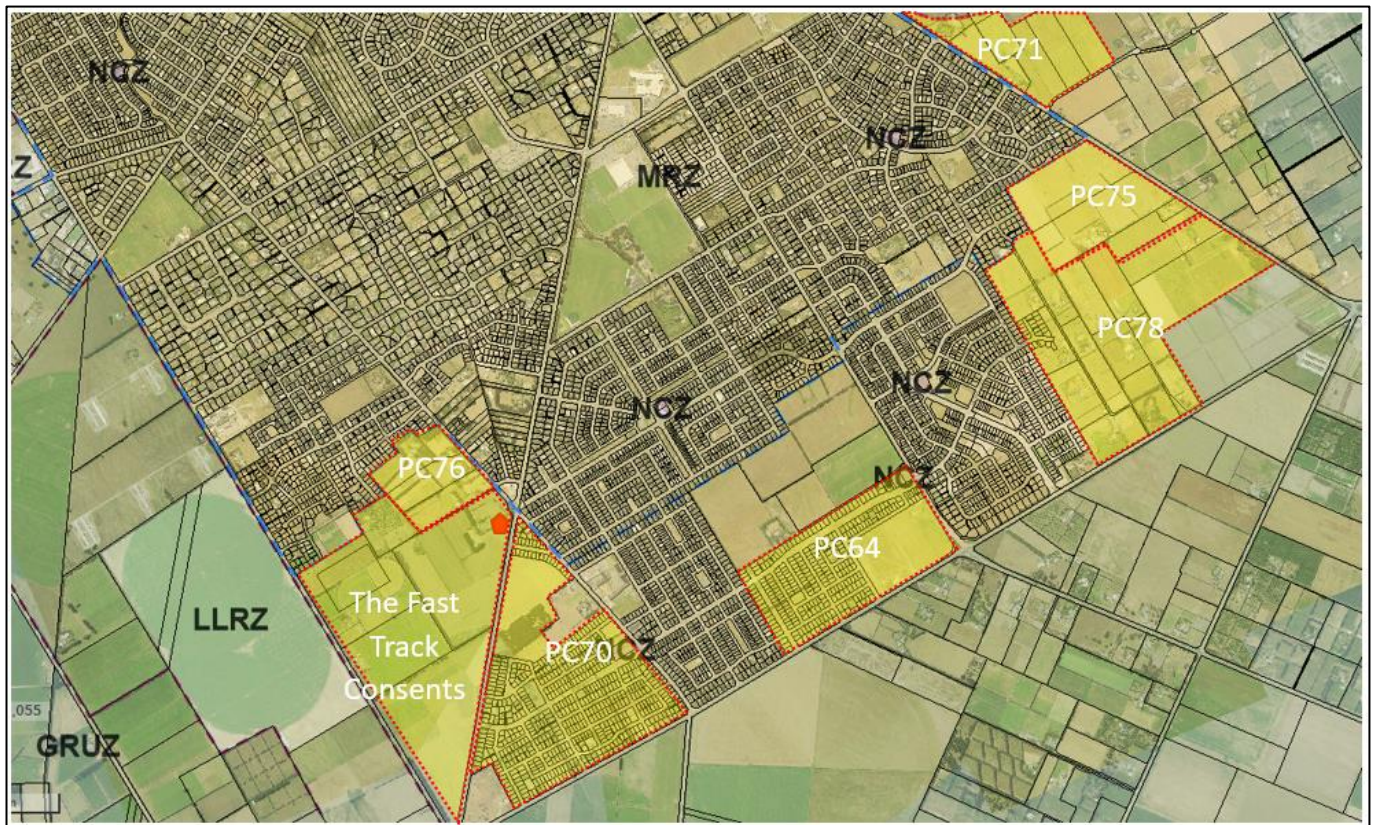 PC71
NCZ
NCZ
Z
MRZ
PC75
PC78
NCZ
NCZ
PC76
NCZ
PC64
The Fast
Track
Consents
LLRZ
PC70
CZ
,055
GRUZ